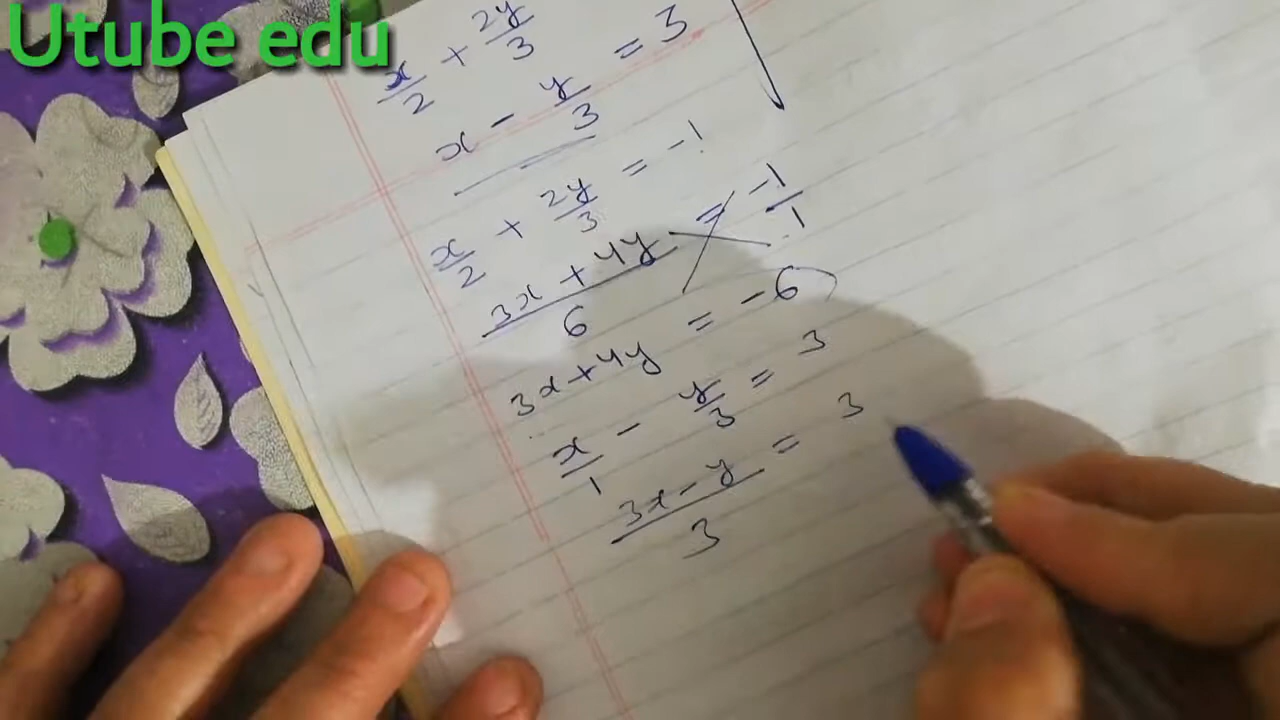 Utube edu
x/2 + 2y/3
x - y/3 = 3
x/2 + 2y/3 = -1
(3x + 4y)/6 = -1/1
3x + 4y = -6
x/1 - y/3 = 3
(3x - y)/3 = 3